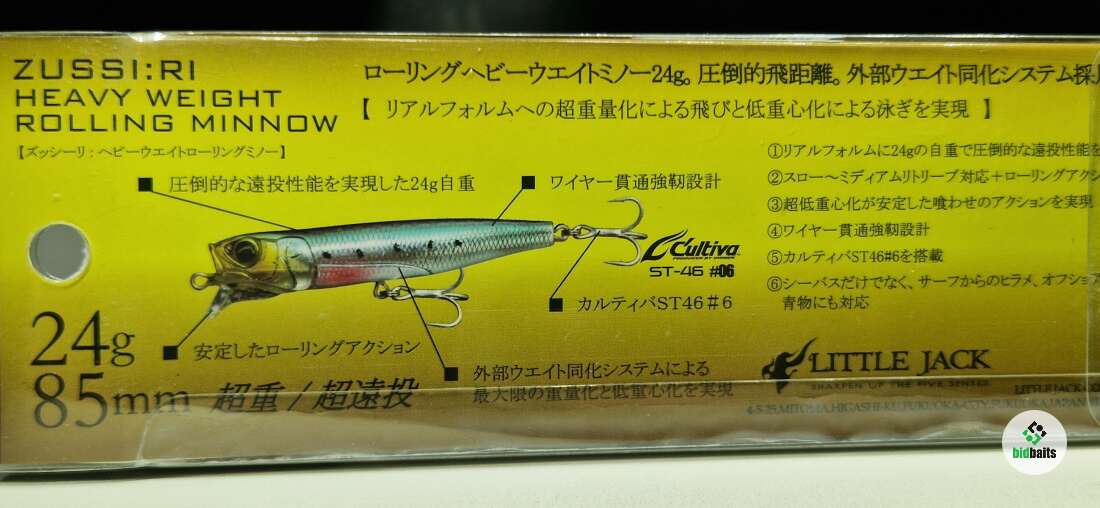 ZUSSI:RI
HEAVY WEIGHT
ROLLING MINNOW
【ズッシーリ：ヘビーウエイトローリングミノー】
ローリングヘビーウエイトミノー24g。圧倒的飛距離。外部ウエイト同化システム採
【 リアルフォルムへの超重量化による飛びと低重心化による泳ぎを実現 】
■ 圧倒的な遠投性能を実現した24g自重
■ ワイヤー貫通強靭設計
Cultiva
ST-46 #06
■ カルティバST46＃6
■ 安定したローリングアクション
■ 外部ウエイト同化システムによる
最大限の重量化と低重心化を実現
24g
85mm 超重 / 超遠投
①リアルフォルムに24gの自重で圧倒的な遠投性能を
②スロー～ミディアムリトリーブ対応＋ローリングアクシ
③超低重心化が安定した喰わせのアクションを実現
④ワイヤー貫通強靭設計
⑤カルティバST46#6を搭載
⑥シーバスだけでなく、サーフからのヒラメ、オフショア
青物にも対応
LITTLE JACK
SHARPEN UP THE FIVE SENSES
LITTLE JACK CO
4-5-25, MITOMA, HIGASHI-KU, FUKUOKA-CITY, FUKUOKA, JAPAN
bidbaits